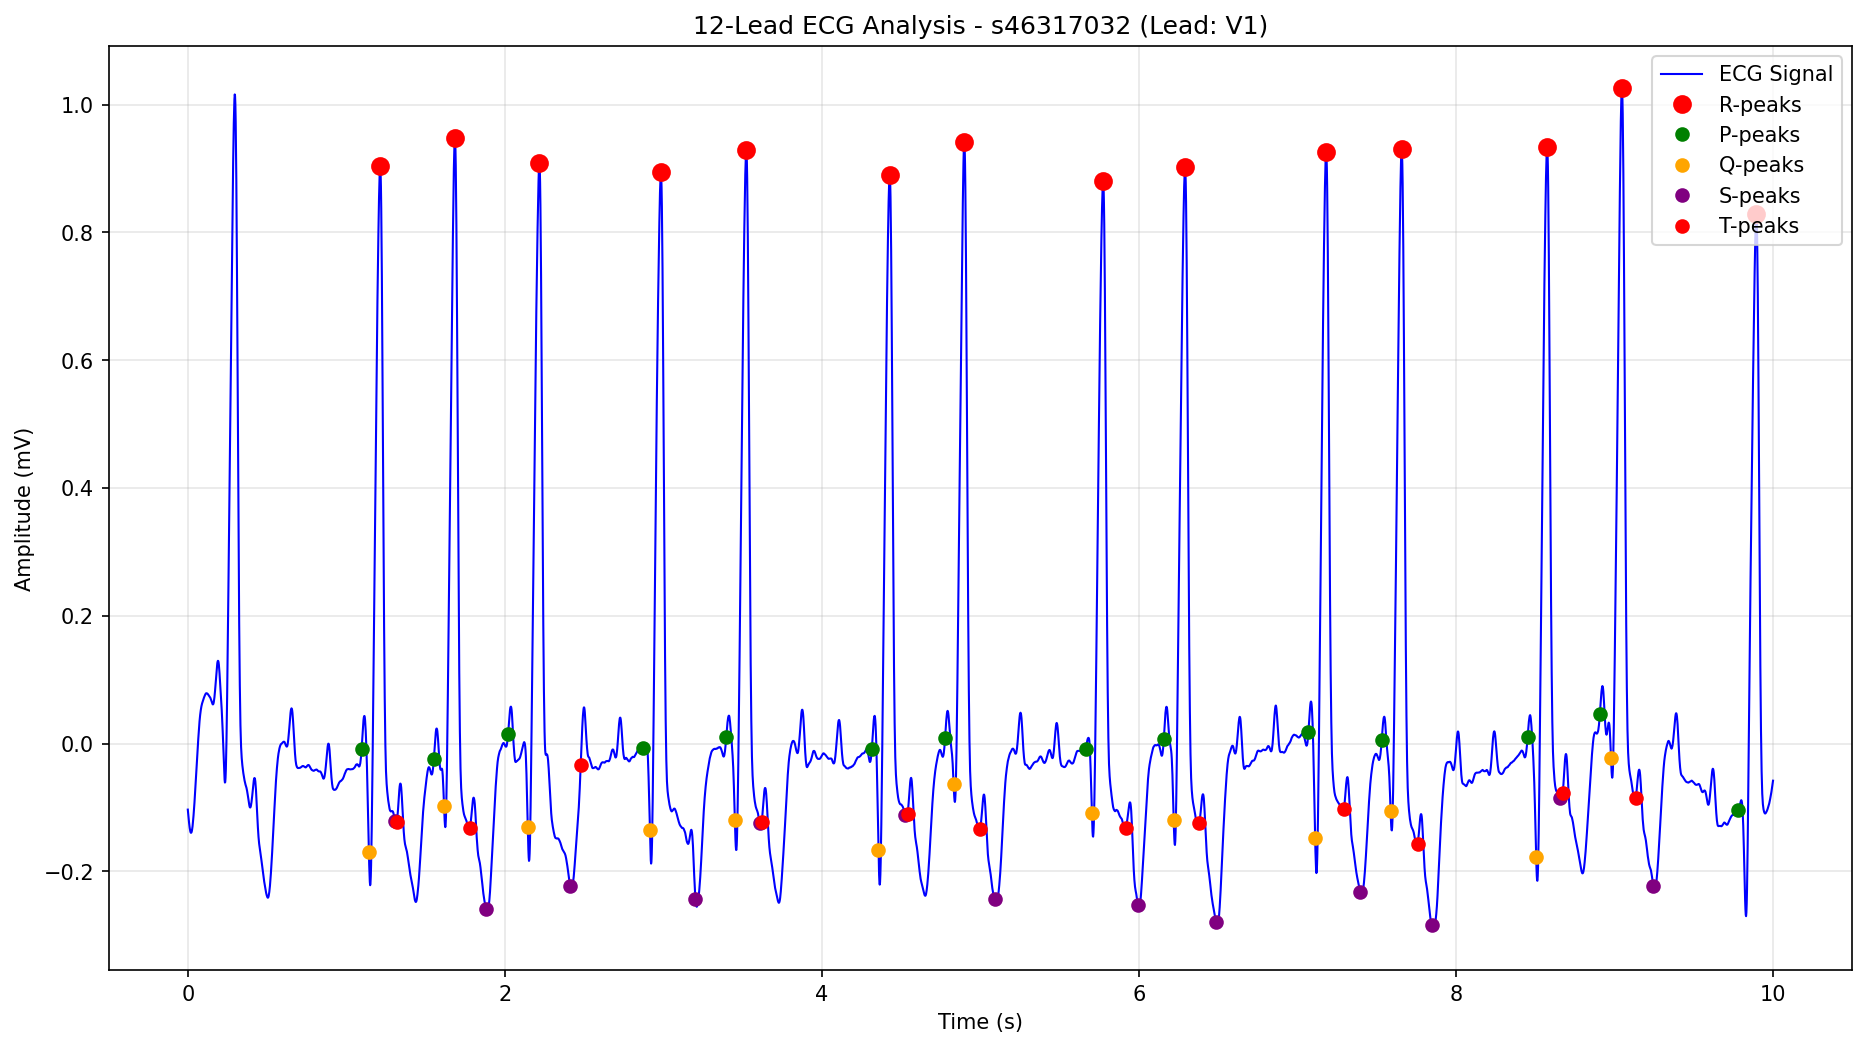 12-Lead ECG Analysis - s46317032 (Lead: V1)
ECG Signal
R-peaks
P-peaks
Q-peaks
S-peaks
T-peaks
Amplitude (mV)
1.0
0.8
0.6
0.4
0.2
0.0
−0.2
0 2 4 6 8 10
Time (s)